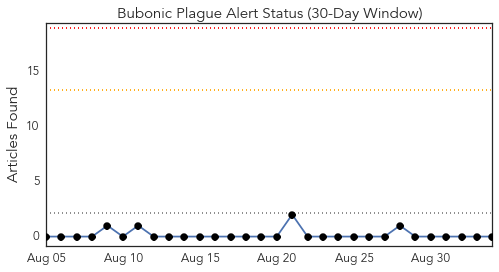 Bubonic Plague Alert Status (30-Day Window)
Articles Found
15
10
5
0
Aug 05 Aug 10 Aug 15 Aug 20 Aug 25 Aug 30